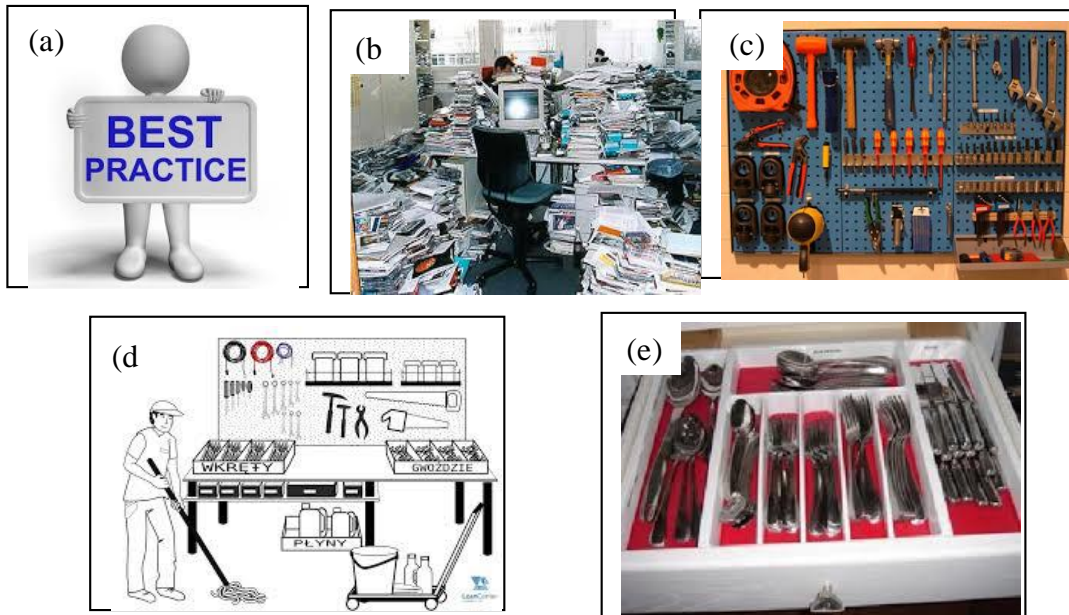 (a)
BEST
PRACTICE
(b)
(c)
(d
WKRĘTY
GWOŹDZIE
PŁYNY
(e)